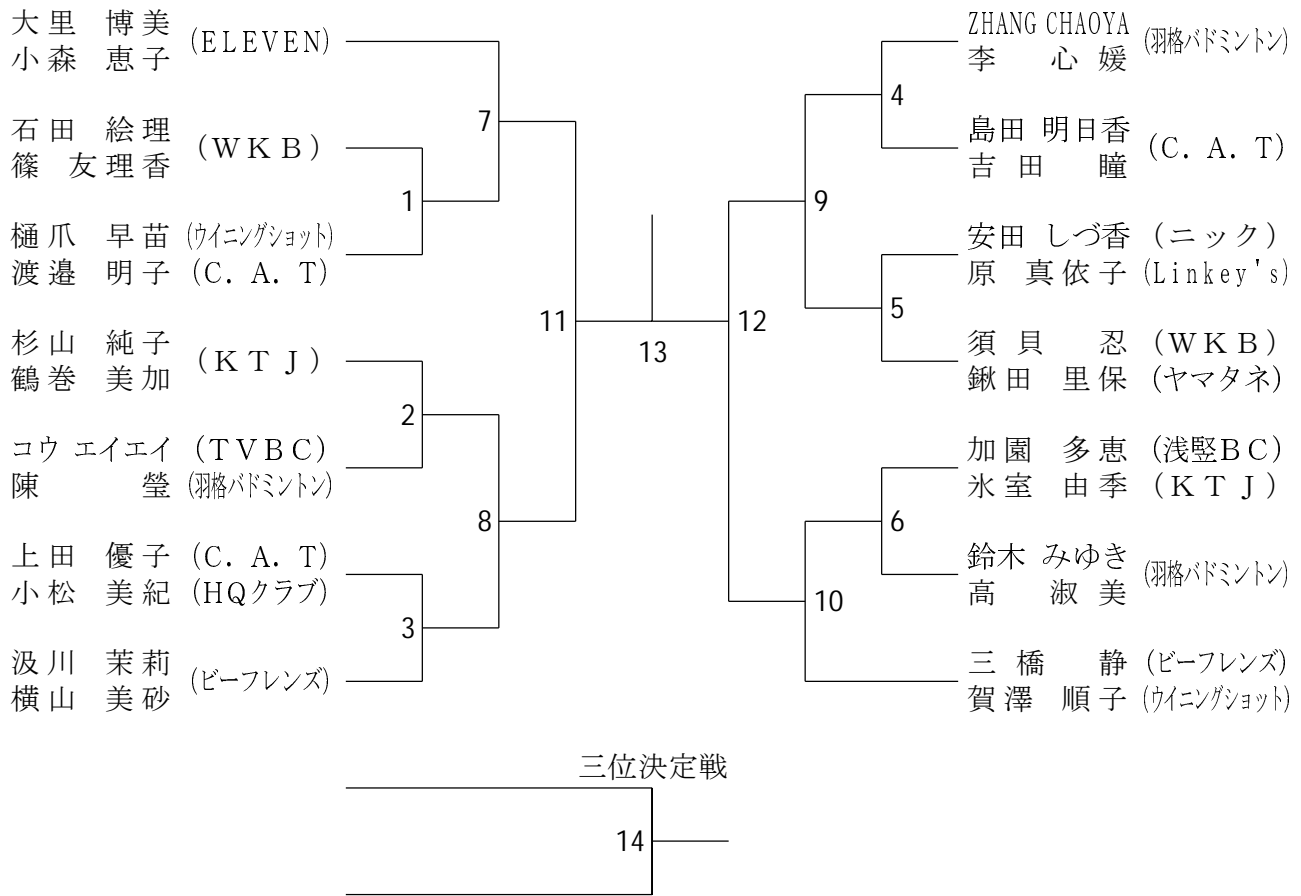 大里 博美 (ELEVEN)
小森 恵子
7
石田 絵理 (WKB)
篠 友理香
1
樋爪 早苗 (ウイニングショット)
渡邉 明子 (C. A. T)
11
杉山 純子 (KTJ)
鶴巻 美加
2
コウ エイエイ (TVBC)
陳 瑩 (羽格バドミントン)
8
上田 優子 (C. A. T)
小松 美紀 (HQクラブ)
3
汲川 茉莉 (ビーフレンズ)
横山 美砂
13
ZHANG CHAOYA (羽格バドミントン)
李 心媛
4
島田 明日香 (C. A. T)
吉田 瞳
9
安田 しづ香 (ニック)
原 真依子 (Linkey's)
5
12
須貝 忍 (WKB)
鍬田 里保 (ヤマタネ)
加園 多恵 (浅竪BC)
氷室 由季 (KTJ)
6
鈴木 みゆき (羽格バドミントン)
高 淑美
10
三橋 静 (ビーフレンズ)
賀澤 順子 (ウイニングショット)
三位決定戦
14